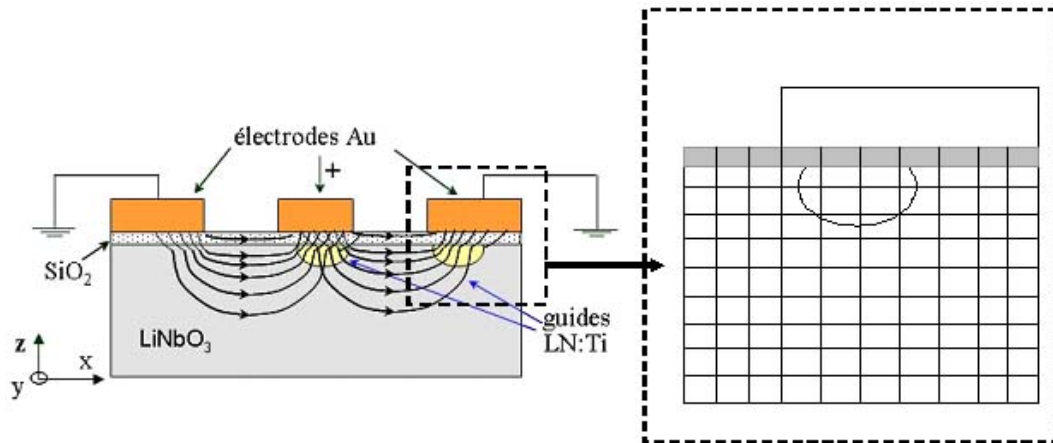 électrodes Au
+
SiO2
LiNbO3
guides
LN:Ti
z
y
x